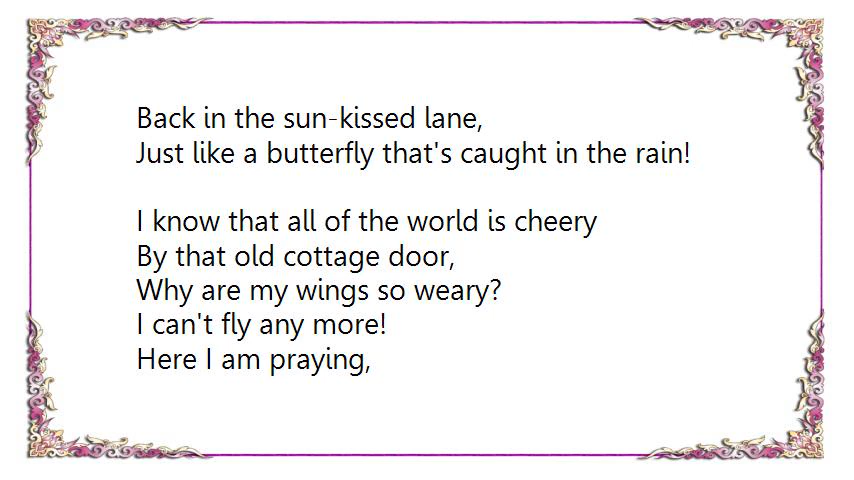 Back in the sun-kissed lane,
Just like a butterfly that's caught in the rain!
I know that all of the world is cheery
By that old cottage door,
Why are my wings so weary?
I can't fly any more!
Here I am praying,